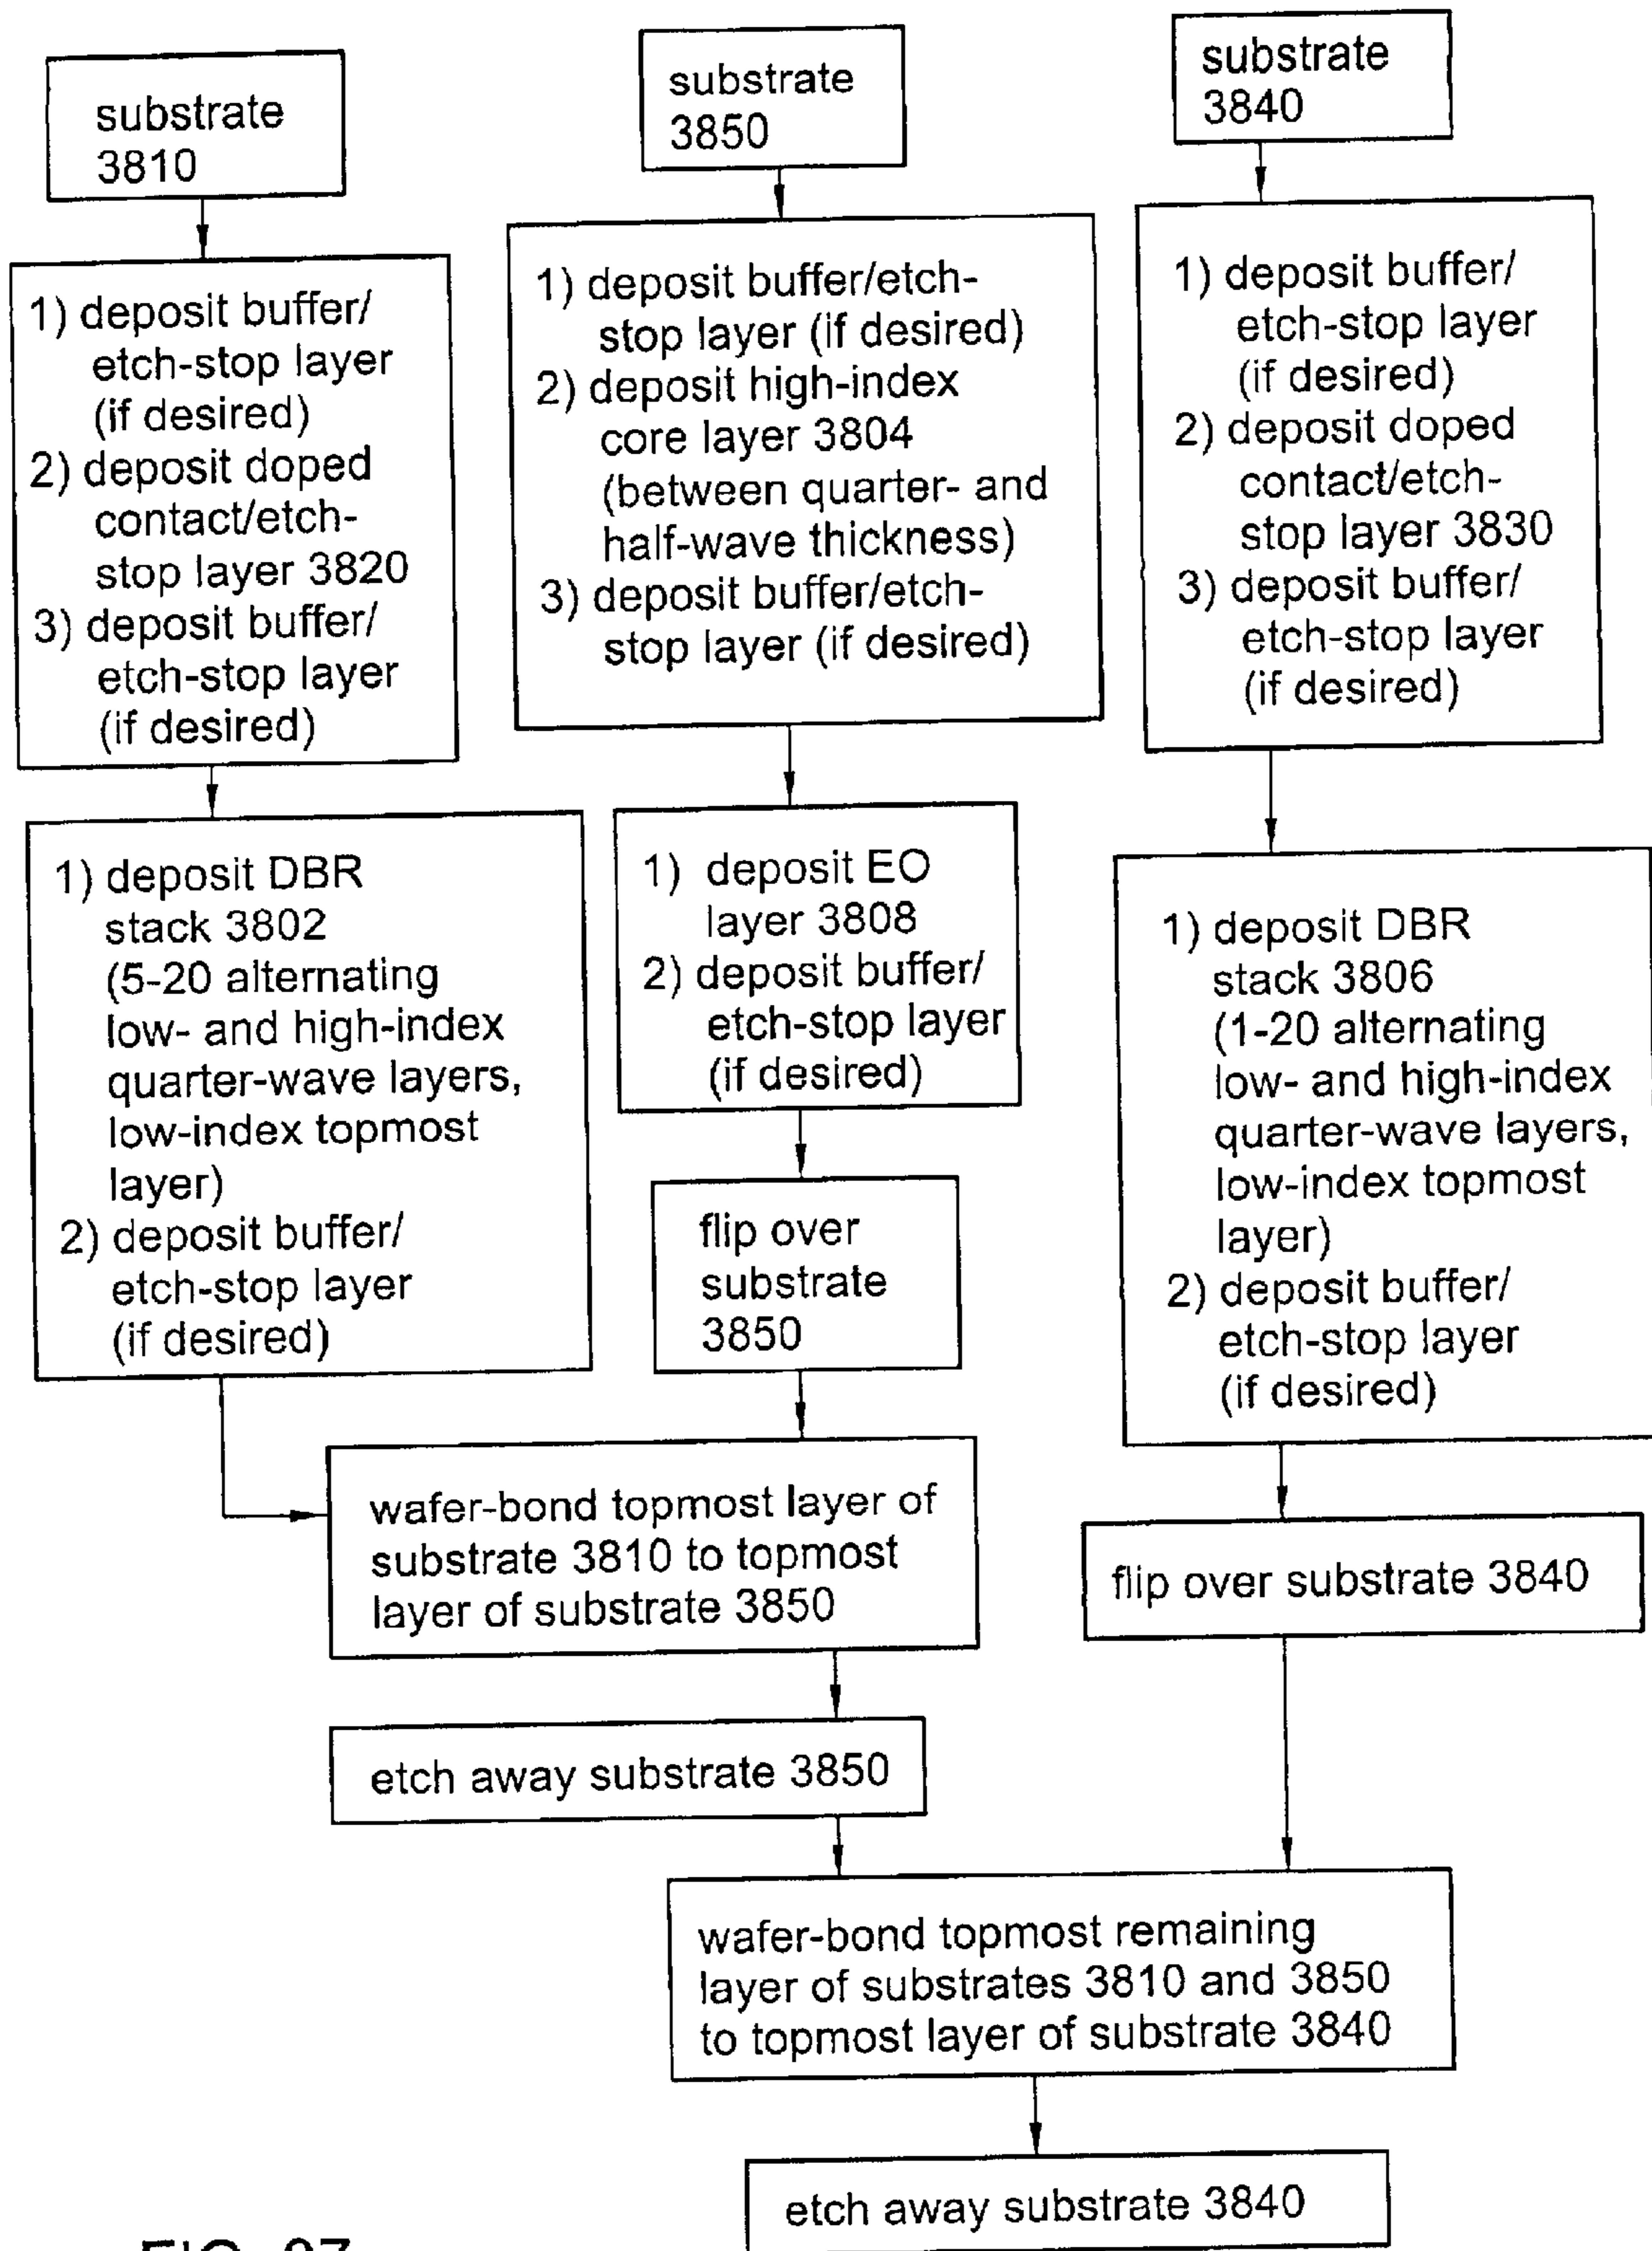 substrate
3810
substrate
3850
substrate
3840
1) deposit buffer/
etch-stop layer
(if desired)
2) deposit doped
contact/etch-
stop layer 3820
3) deposit buffer/
etch-stop layer
(if desired)
1) deposit buffer/etch-
stop layer (if desired)
2) deposit high-index
core layer 3804
(between quarter- and
half-wave thickness)
3) deposit buffer/etch-
stop layer (if desired)
1) deposit buffer/
etch-stop layer
(if desired)
2) deposit doped
contact/etch-
stop layer 3830
3) deposit buffer/
etch-stop layer
(if desired)
1) deposit DBR
stack 3802
(5-20 alternating
low- and high-index
quarter-wave layers,
low-index topmost
layer)
2) deposit buffer/
etch-stop layer
(if desired)
1) deposit EO
layer 3808
2) deposit buffer/
etch-stop layer
(if desired)
1) deposit DBR
stack 3806
(1-20 alternating
low- and high-index
quarter-wave layers,
low-index topmost
layer)
2) deposit buffer/
etch-stop layer
(if desired)
flip over
substrate
3850
wafer-bond topmost layer of
substrate 3810 to topmost
layer of substrate 3850
flip over substrate 3840
etch away substrate 3850
wafer-bond topmost remaining
layer of substrates 3810 and 3850
to topmost layer of substrate 3840
etch away substrate 3840